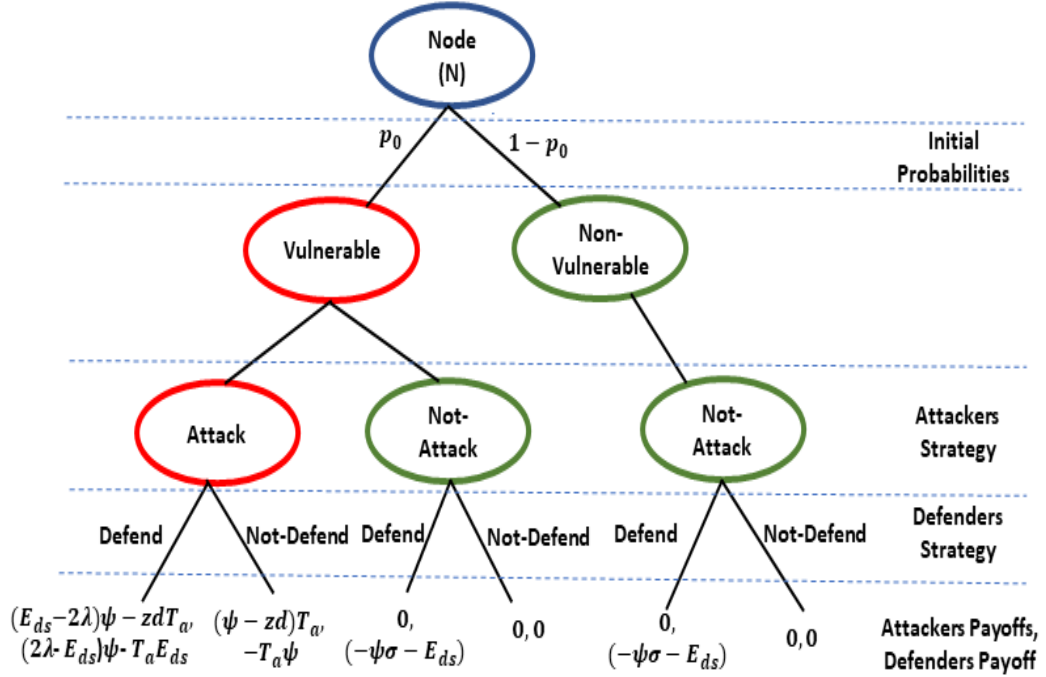 Node
(N)
p₀
1 − p₀
Initial
Probabilities
Vulnerable
Non-
Vulnerable
Attack
Not-
Attack
Not-
Attack
Attackers
Strategy
Defend
Not-Defend
Defend
Not-Defend
Defend
Not-Defend
Defenders
Strategy
(E_ds−2λ)ψ − zdT_a,
(2λ- E_ds)ψ- T_aE_ds
(ψ − zd)T_a,
−T_aψ
0,
(−ψσ − E_ds)
0, 0
0,
(−ψσ − E_ds)
0,0
Attackers Payoffs,
Defenders Payoff